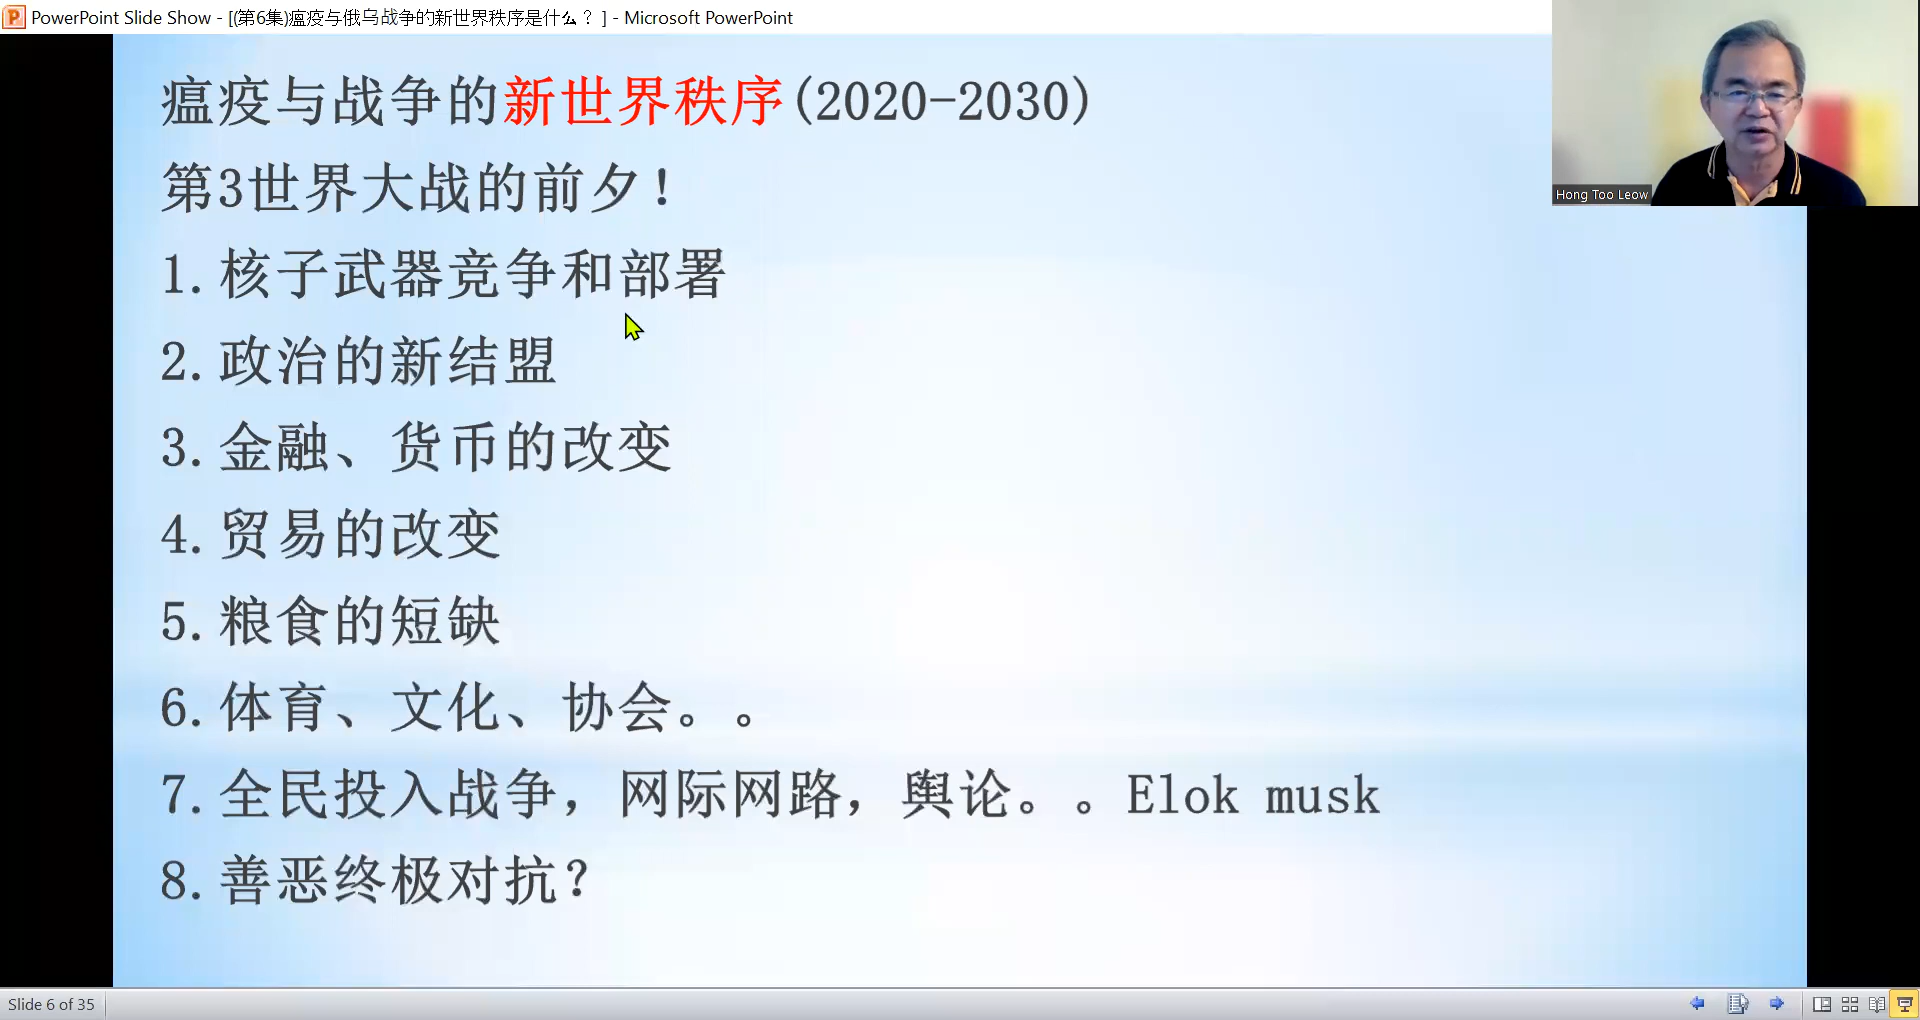 PowerPoint Slide Show - [(第6集)瘟疫与俄乌战争的新世界秩序是什么？ ] - Microsoft PowerPoint
Hong Too Leow
瘟疫与战争的新世界秩序(2020-2030)
第3世界大战的前夕！
1. 核子武器竞争和部署
2. 政治的新结盟
3. 金融、货币的改变
4. 贸易的改变
5. 粮食的短缺
6. 体育、文化、协会。。
7. 全民投入战争，网际网路，舆论。。Elok musk
8. 善恶终极对抗？
Slide 6 of 35